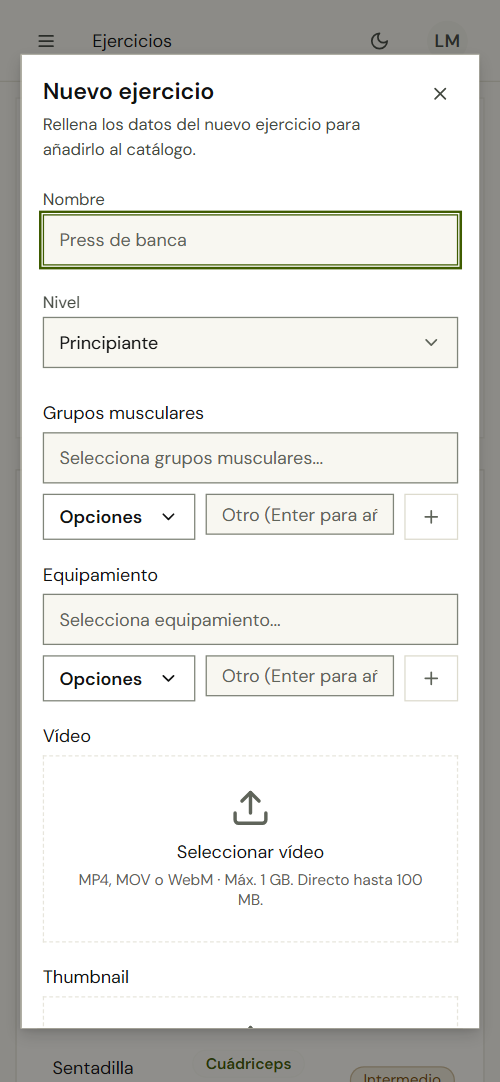 Ejercicios
LM
Nuevo ejercicio
Rellena los datos del nuevo ejercicio para
añadirlo al catálogo.
Nombre
Press de banca
Nivel
Principiante
Grupos musculares
Selecciona grupos musculares...
Opciones
Otro (Enter para
Equipamiento
Selecciona equipamiento...
Opciones
Otro (Enter para
Vídeo
Seleccionar vídeo
MP4, MOV o WebM · Máx. 1 GB. Directo hasta 100
MB.
Thumbnail
Sentadilla
Cuádriceps
Intermedio